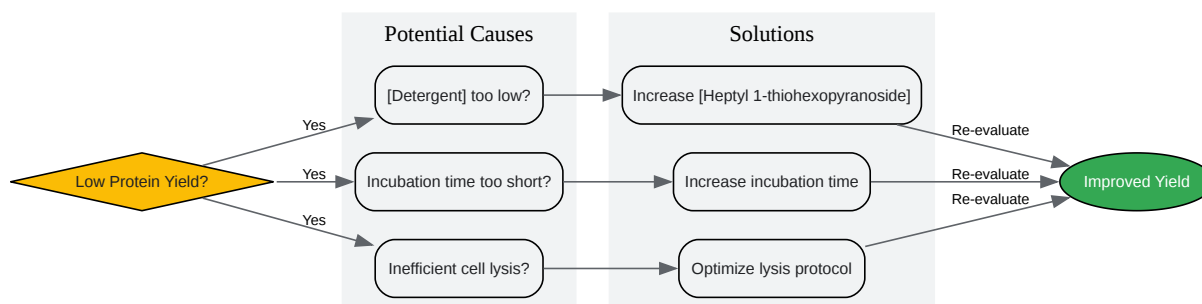 Potential Causes
Solutions
[Detergent] too low?
Increase [Heptyl 1-thiohexopyranoside]
Yes
Re-evaluate
Low Protein Yield?
Yes
Incubation time too short?
Increase incubation time
Re-evaluate
Improved Yield
Yes
Re-evaluate
Inefficient cell lysis?
Optimize lysis protocol